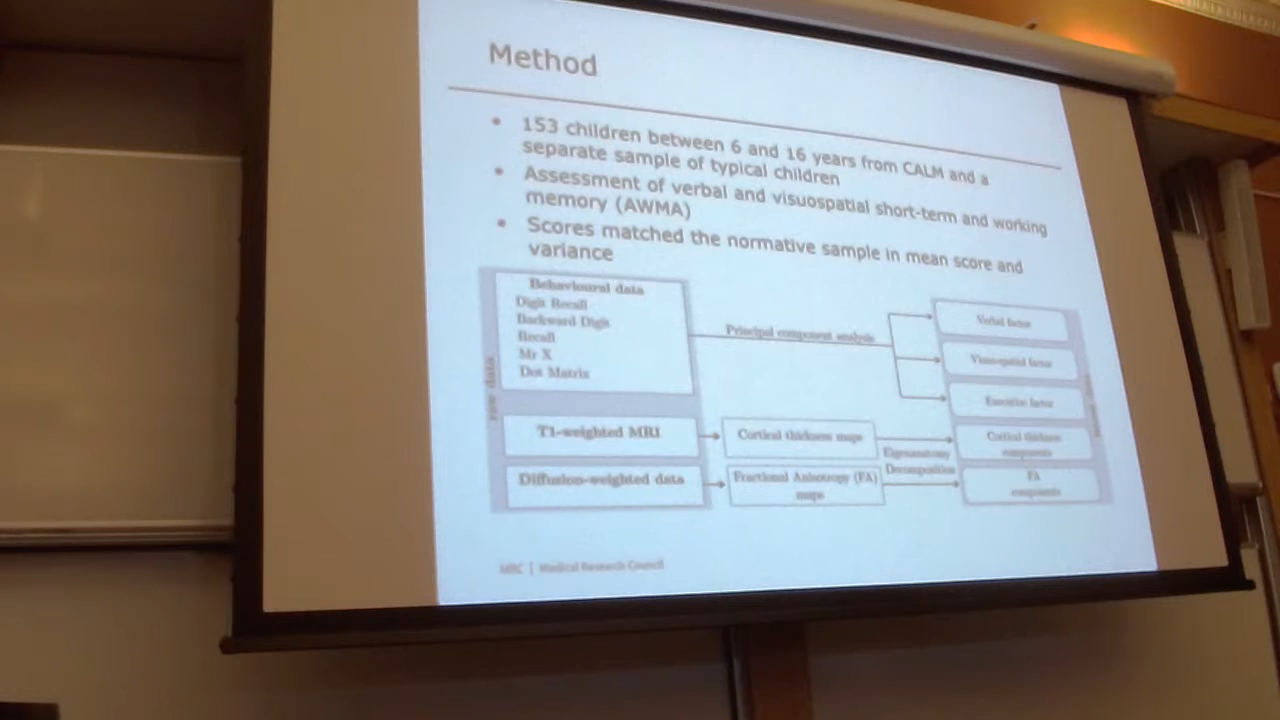 Method
• 153 children between 6 and 16 years from CALM and a
separate sample of typical children
• Assessment of verbal and visuospatial short-term and working
memory (AWMA)
• Scores matched the normative sample in mean score and
variance
Behavioural data
Digit Recall
Backward Digit
Recall
Mr X
Dot Matrix
raw data
Principal component analysis
Verbal factor
Visuo-spatial factor
Executive factor
T1-weighted MRI
Cortical thickness maps
Eigenanatomy
Decomposition
Cortical thickness
components
Diffusion-weighted data
Fractional Anisotropy (FA)
maps
FA
components
MRC | Medical Research Council